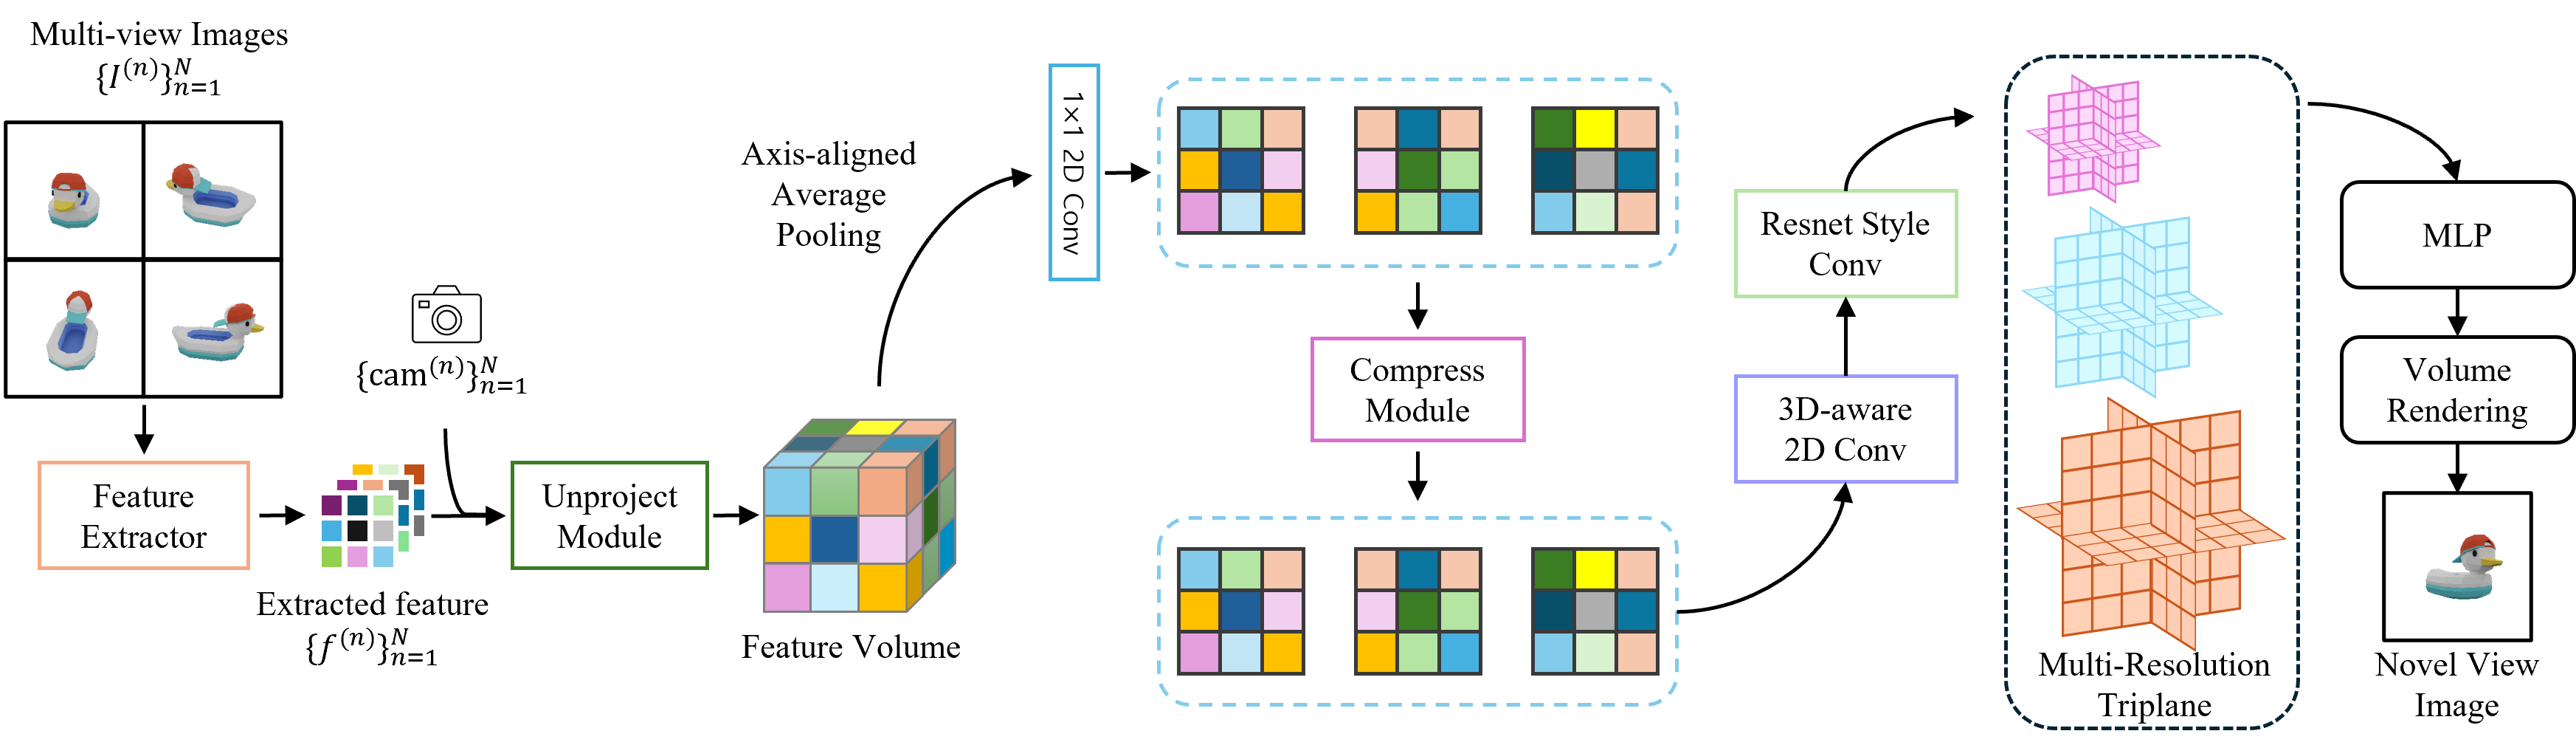 Multi-view Images
{I^(n)}_{n=1}^N
Feature
Extractor
Extracted feature
{f^(n)}_{n=1}^N
{cam^(n)}_{n=1}^N
Unproject
Module
Feature Volume
Axis-aligned
Average
Pooling
1×1 2D Conv
Compress
Module
3D-aware
2D Conv
Resnet Style
Conv
Multi-Resolution
Triplane
MLP
Volume
Rendering
Novel View
Image